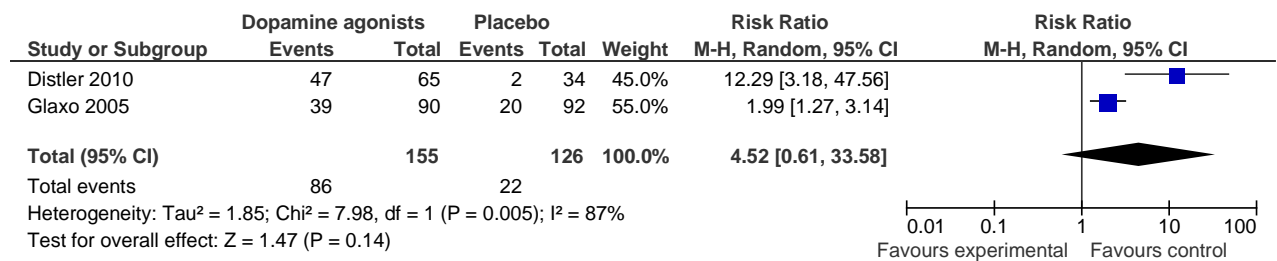 Dopamine agonists Placebo Risk Ratio Risk Ratio
Study or Subgroup Events Total Events Total Weight M-H, Random, 95% CI M-H, Random, 95% CI
Distler 2010 47 65 2 34 45.0% 12.29 [3.18, 47.56]
Glaxo 2005 39 90 20 92 55.0% 1.99 [1.27, 3.14]
Total (95% CI) 155 126 100.0% 4.52 [0.61, 33.58]
Total events 86 22
Heterogeneity: Tau² = 1.85; Chi² = 7.98, df = 1 (P = 0.005); I² = 87%
Test for overall effect: Z = 1.47 (P = 0.14)
0.01 0.1 1 10 100
Favours experimental Favours control